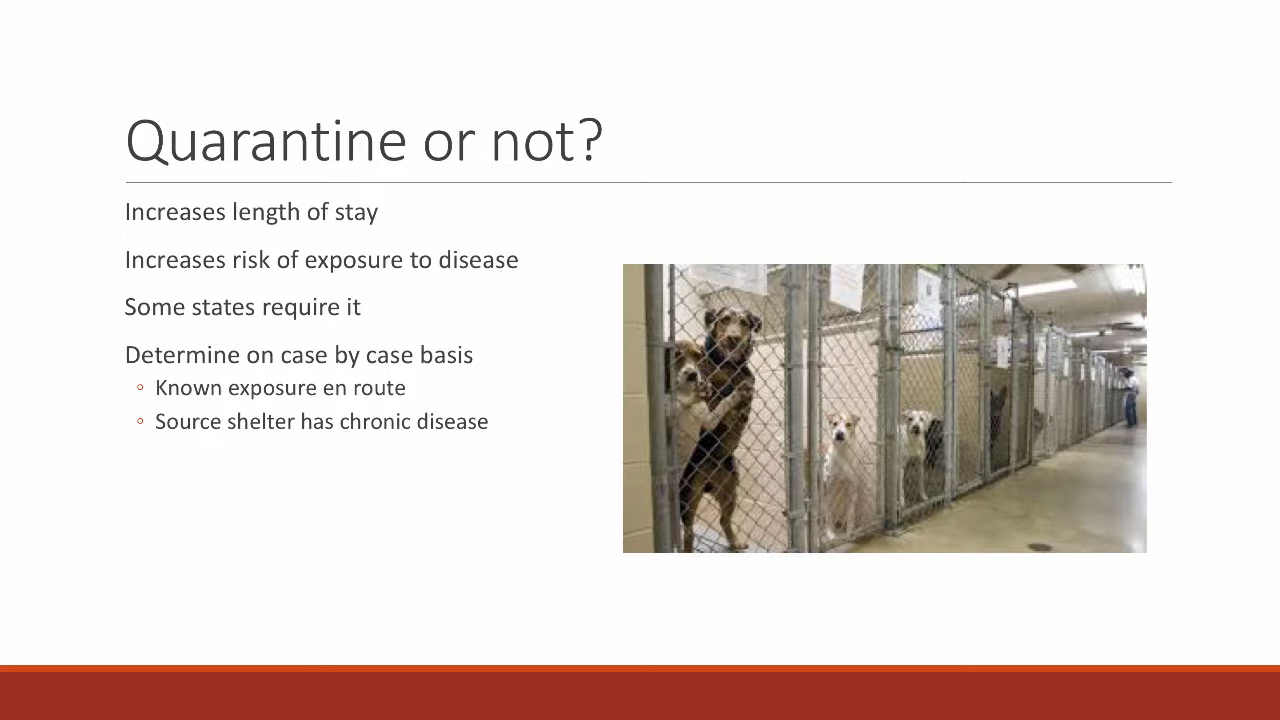 Quarantine or not?
Increases length of stay
Increases risk of exposure to disease
Some states require it
Determine on case by case basis
◦ Known exposure en route
◦ Source shelter has chronic disease